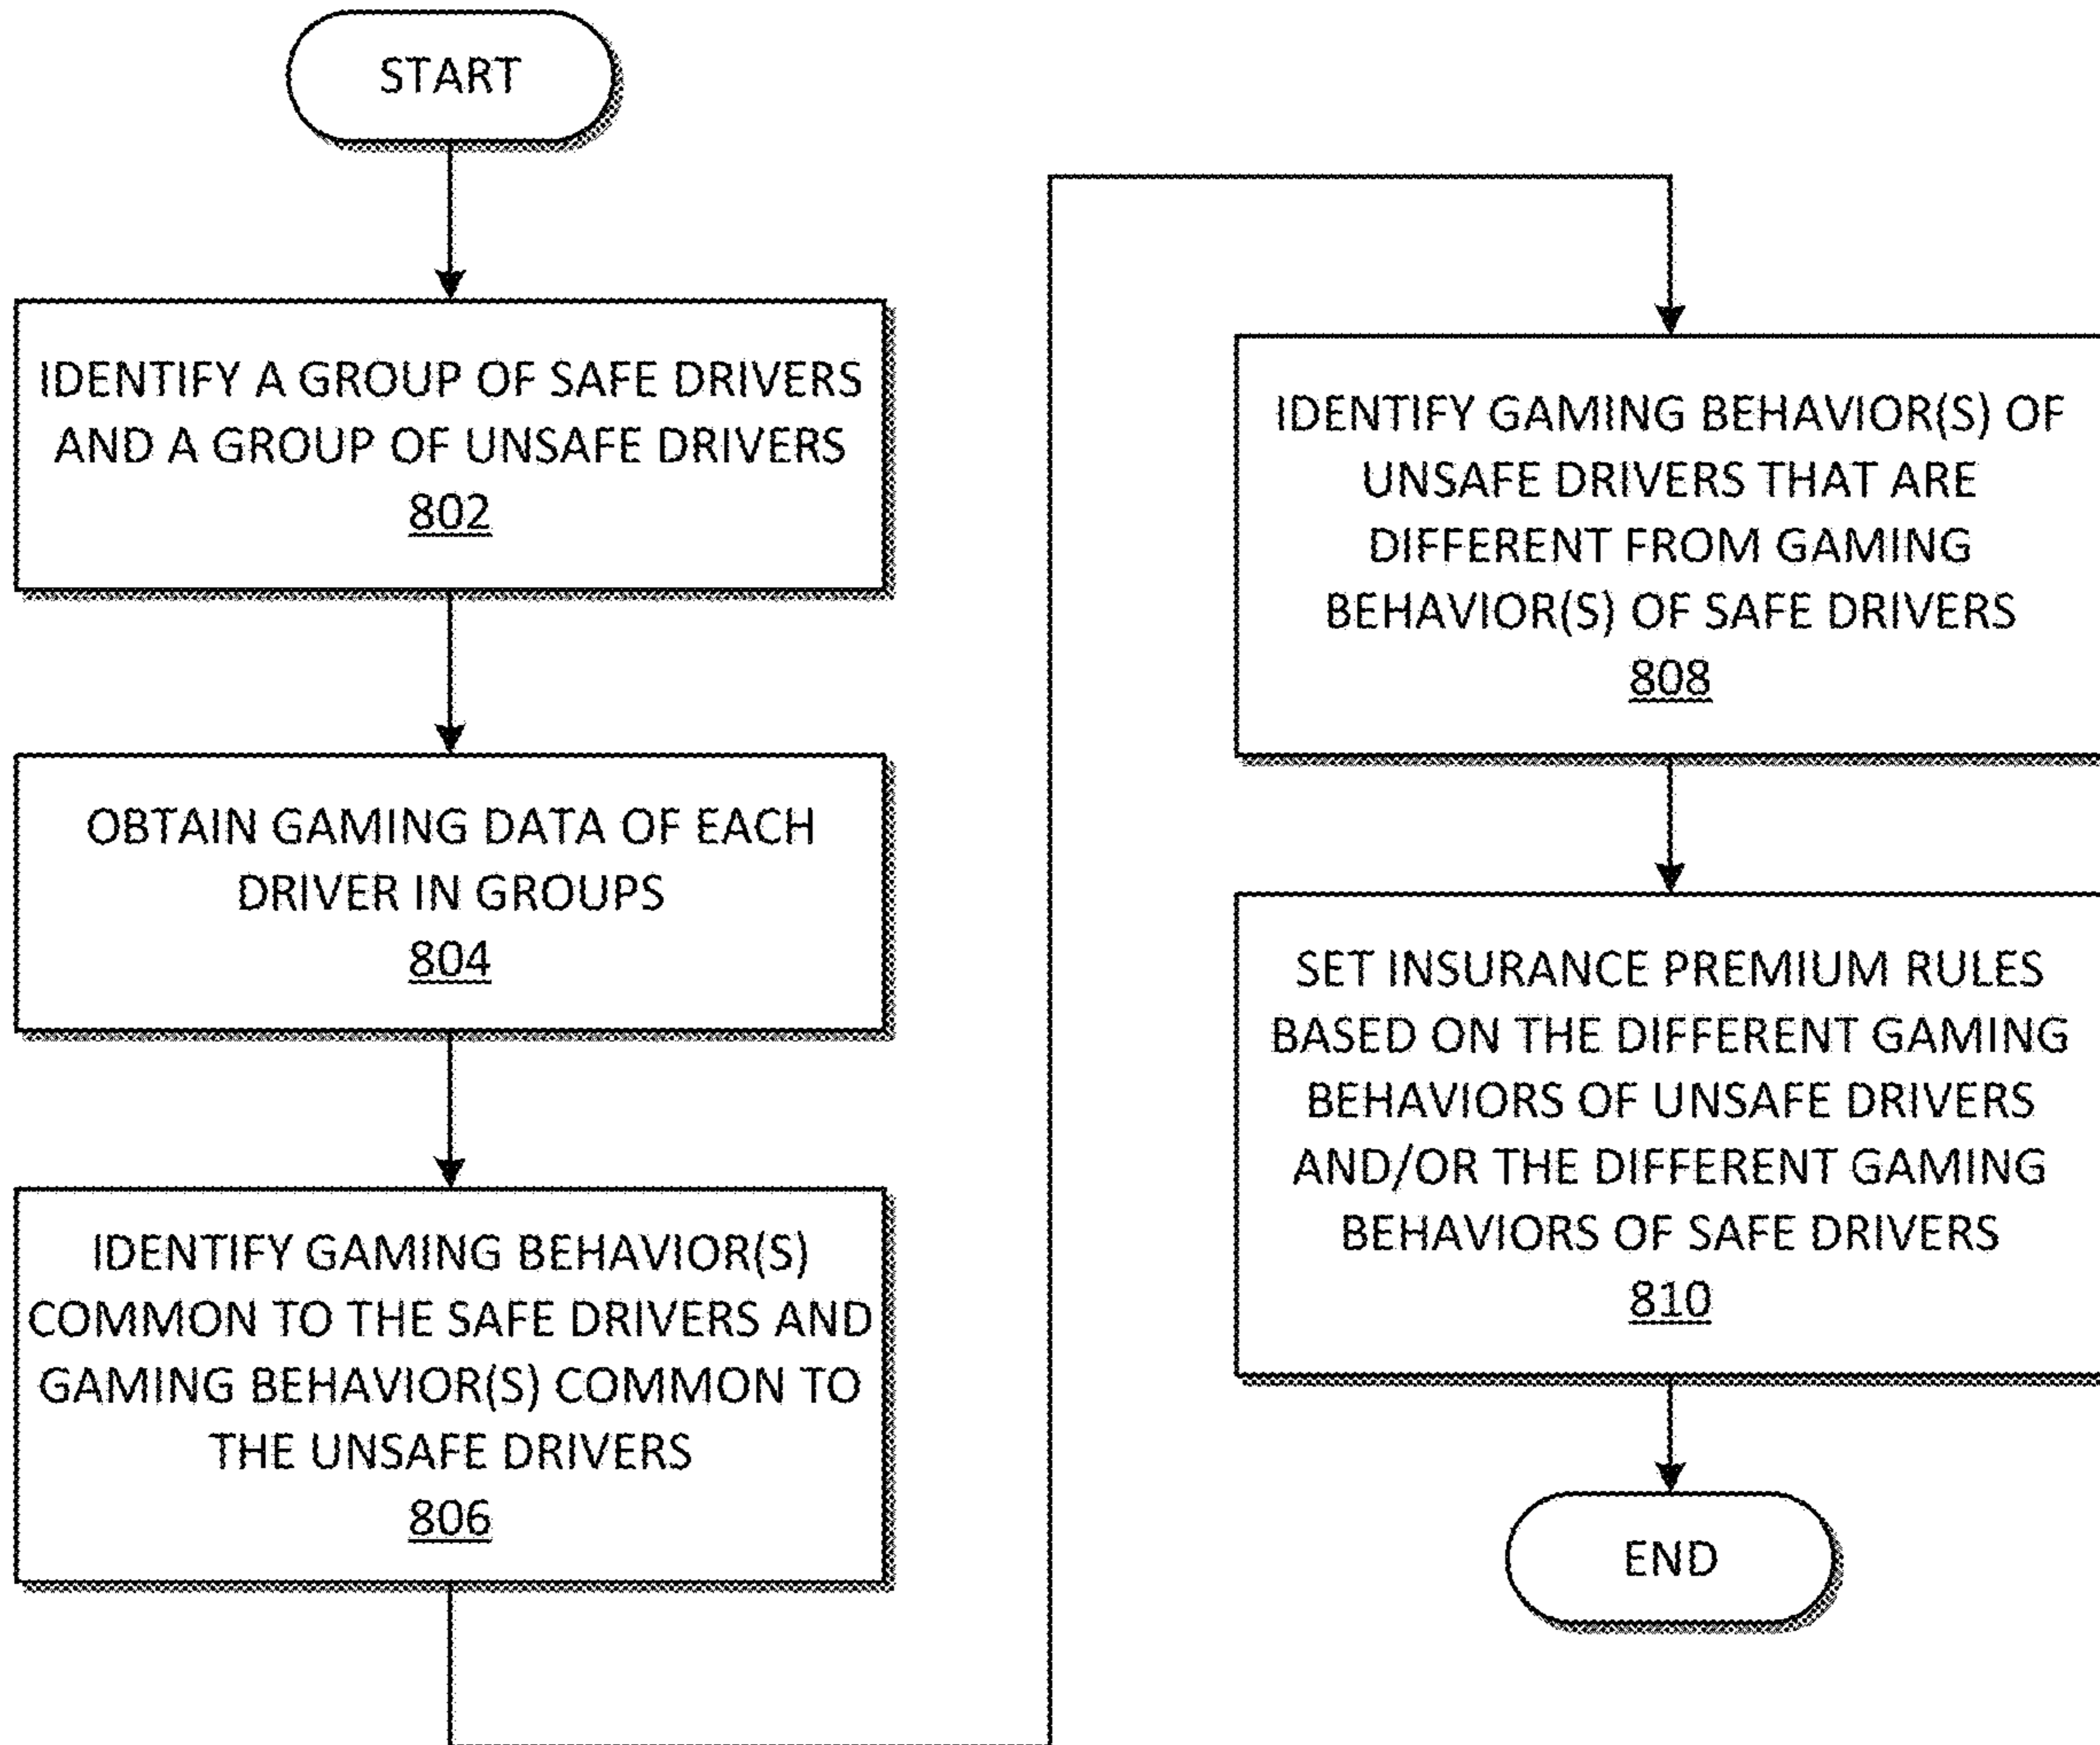 START
IDENTIFY A GROUP OF SAFE DRIVERS
AND A GROUP OF UNSAFE DRIVERS
802
OBTAIN GAMING DATA OF EACH
DRIVER IN GROUPS
804
IDENTIFY GAMING BEHAVIOR(S)
COMMON TO THE SAFE DRIVERS AND
GAMING BEHAVIOR(S) COMMON TO
THE UNSAFE DRIVERS
806
IDENTIFY GAMING BEHAVIOR(S) OF
UNSAFE DRIVERS THAT ARE
DIFFERENT FROM GAMING
BEHAVIOR(S) OF SAFE DRIVERS
808
SET INSURANCE PREMIUM RULES
BASED ON THE DIFFERENT GAMING
BEHAVIORS OF UNSAFE DRIVERS
AND/OR THE DIFFERENT GAMING
BEHAVIORS OF SAFE DRIVERS
810
END